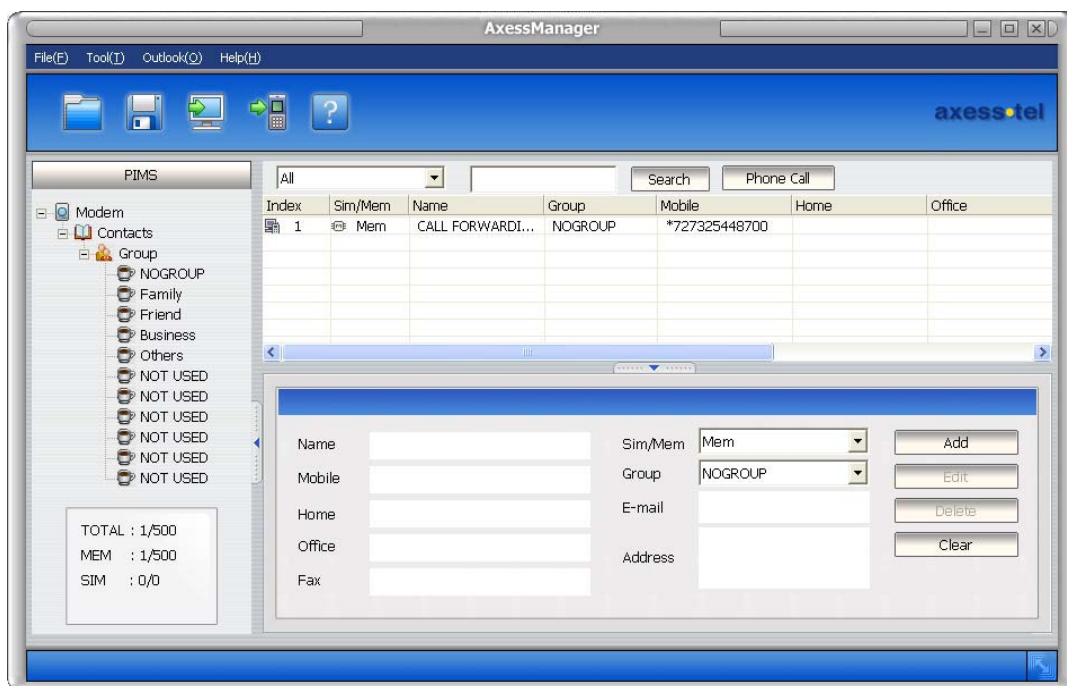 AxessManager
File(F) Tool(T) Outlook(O) Help(H)
?
axesstel
PIMS
Modem
Contacts
Group
NOGROUP
Family
Friend
Business
Others
NOT USED
NOT USED
NOT USED
NOT USED
NOT USED
NOT USED
TOTAL : 1/500
MEM : 1/500
SIM : 0/0
All Search Phone Call
Index Sim/Mem Name Group Mobile Home Office
1 Mem CALL FORWARDI... NOGROUP *727325448700
Name
Mobile
Home
Office
Fax
Sim/Mem Mem
Group NOGROUP
E-mail
Address
Add
Edit
Delete
Clear